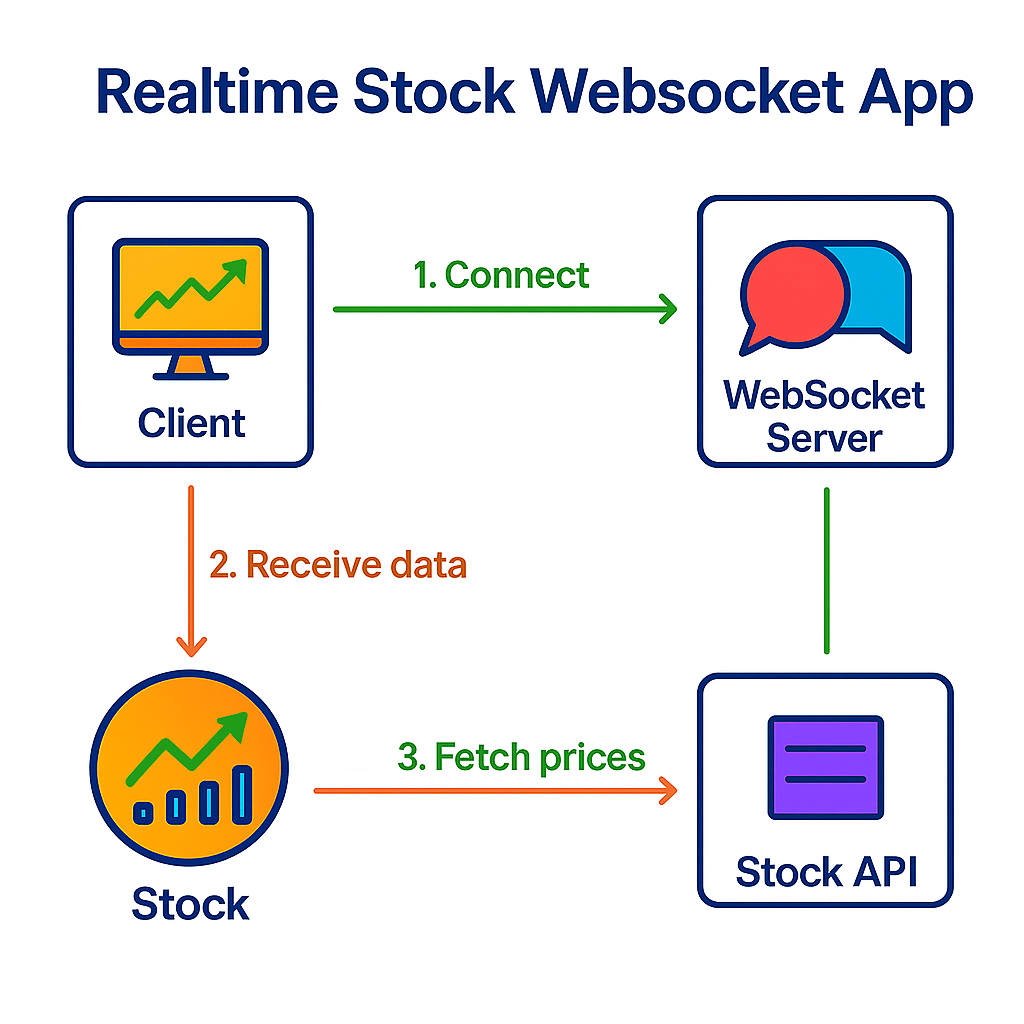 Realtime Stock Websocket App
1. Connect
Client
WebSocket
Server
2. Receive data
3. Fetch prices
Stock
Stock API